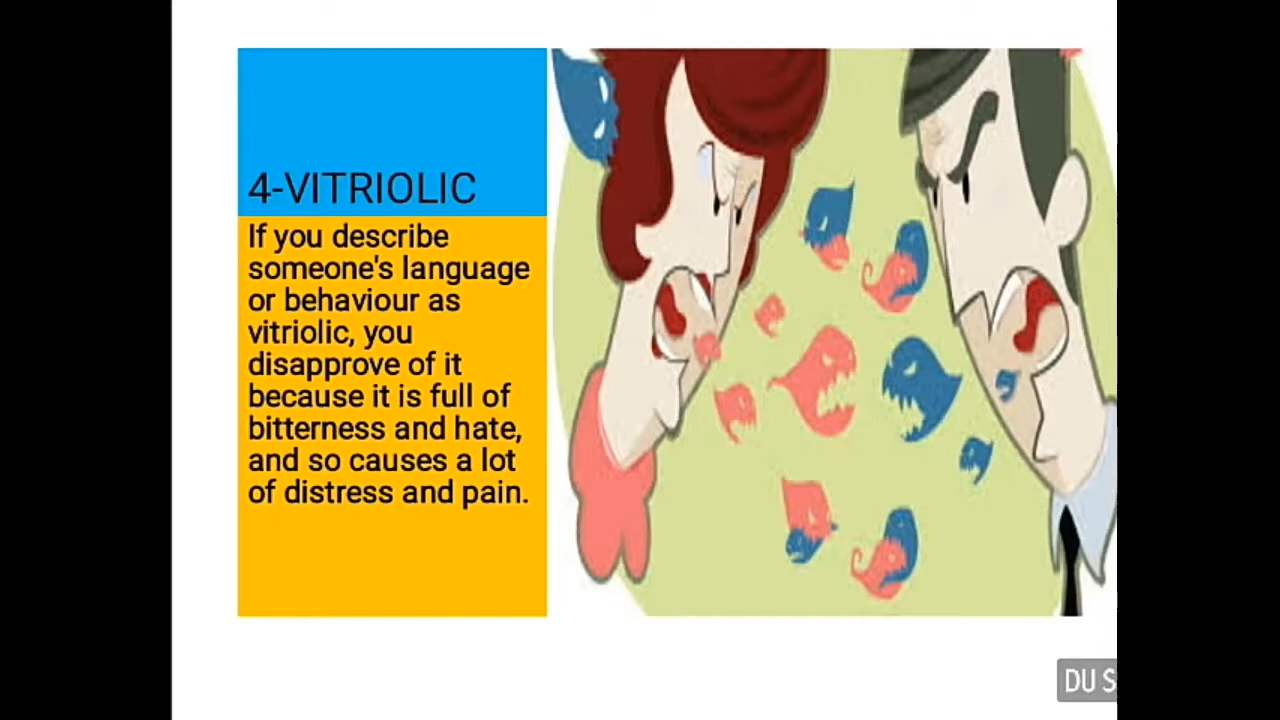 4-VITRIOLIC
If you describe
someone's language
or behaviour as
vitriolic, you
disapprove of it
because it is full of
bitterness and hate,
and so causes a lot
of distress and pain.
DU S